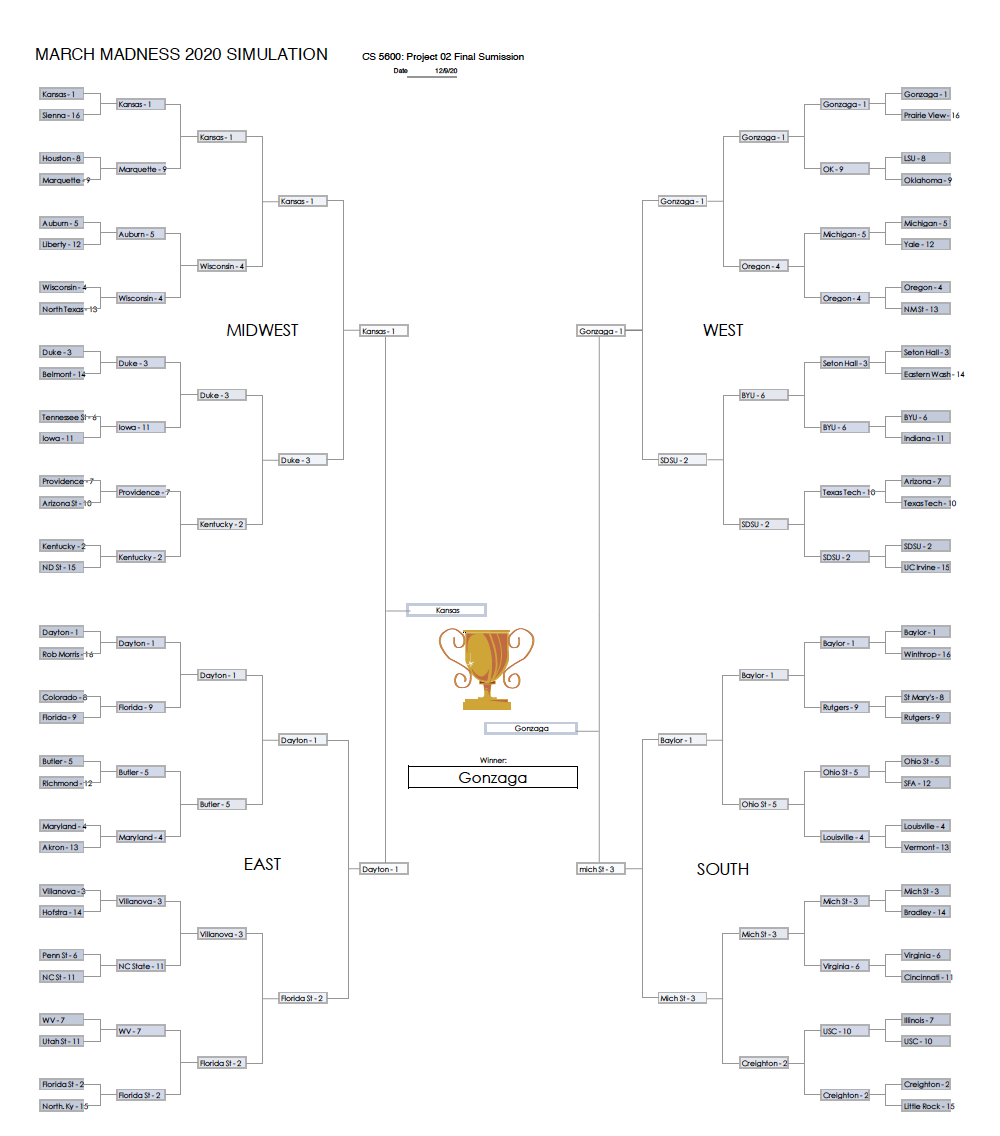 MARCH MADNESS 2020 SIMULATION
CS 5600: Project 02 Final Sumission
Date 12/9/20
Kansas - 1
Sienna - 16
Houston - 8
Marquette - 9
Auburn - 5
Liberty - 12
Wisconsin - 4
North Texas - 13
Duke - 3
Belmont - 14
Tennessee St - 6
Iowa - 11
Providence - 7
Arizona St - 10
Kentucky - 2
ND St - 15
Kansas - 1
Marquette - 9
Auburn - 5
Wisconsin - 4
Duke - 3
Iowa - 11
Providence - 7
Kentucky - 2
Kansas - 1
Wisconsin - 4
Duke - 3
Kentucky - 2
Kansas - 1
Duke - 3
MIDWEST
Kansas - 1
Dayton - 1
Rob Morris - 16
Colorado - 8
Florida - 9
Butler - 5
Richmond - 12
Maryland - 4
Akron - 13
Villanova - 3
Hofstra - 14
Penn St - 6
NC St - 11
WV - 7
Utah St - 11
Florida St - 2
North. Ky - 15
Dayton - 1
Florida - 9
Butler - 5
Maryland - 4
Villanova - 3
NC State - 11
WV - 7
Florida St - 2
Dayton - 1
Butler - 5
Villanova - 3
Florida St - 2
Dayton - 1
Florida St - 2
EAST
Dayton - 1
Kansas
Gonzaga
Winner:
Gonzaga
Gonzaga - 1
WEST
Gonzaga - 1
SDSU - 2
Gonzaga - 1
Oregon - 4
BYU - 6
SDSU - 2
Gonzaga - 1
OK - 9
Michigan - 5
Oregon - 4
Seton Hall - 3
BYU - 6
Texas Tech - 10
SDSU - 2
Gonzaga - 1
Prairie View - 16
LSU - 8
Oklahoma - 9
Michigan - 5
Yale - 12
Oregon - 4
NM St - 13
Seton Hall - 3
Eastern Wash - 14
BYU - 6
Indiana - 11
Arizona - 7
Texas Tech - 10
SDSU - 2
UC Irvine - 15
mich St - 3
SOUTH
Baylor - 1
Mich St - 3
Baylor - 1
Ohio St - 5
Mich St - 3
Creighton - 2
Baylor - 1
Rutgers - 9
Ohio St - 5
Louisville - 4
Mich St - 3
Virginia - 6
USC - 10
Creighton - 2
Baylor - 1
Winthrop - 16
St Mary's - 8
Rutgers - 9
Ohio St - 5
SFA - 12
Louisville - 4
Vermont - 13
Mich St - 3
Bradley - 14
Virginia - 6
Cincinnati - 11
Illinois - 7
USC - 10
Creighton - 2
Little Rock - 15